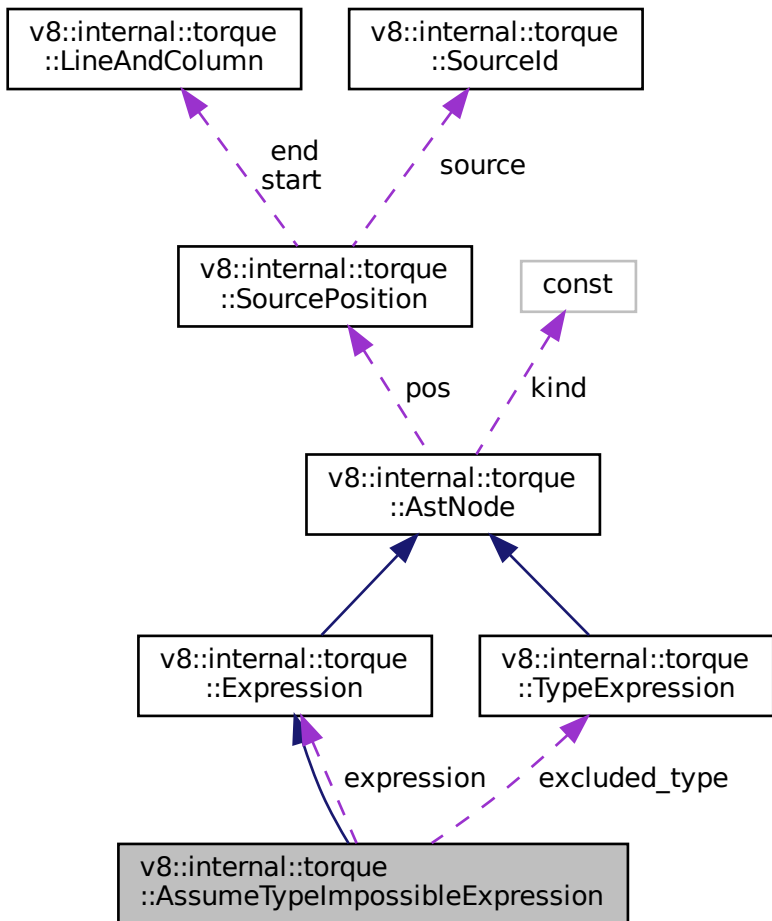 v8::internal::torque
::LineAndColumn
v8::internal::torque
::SourceId
end
start
source
v8::internal::torque
::SourcePosition
const
pos
kind
v8::internal::torque
::AstNode
v8::internal::torque
::Expression
v8::internal::torque
::TypeExpression
expression
excluded_type
v8::internal::torque
::AssumeTypeImpossibleExpression